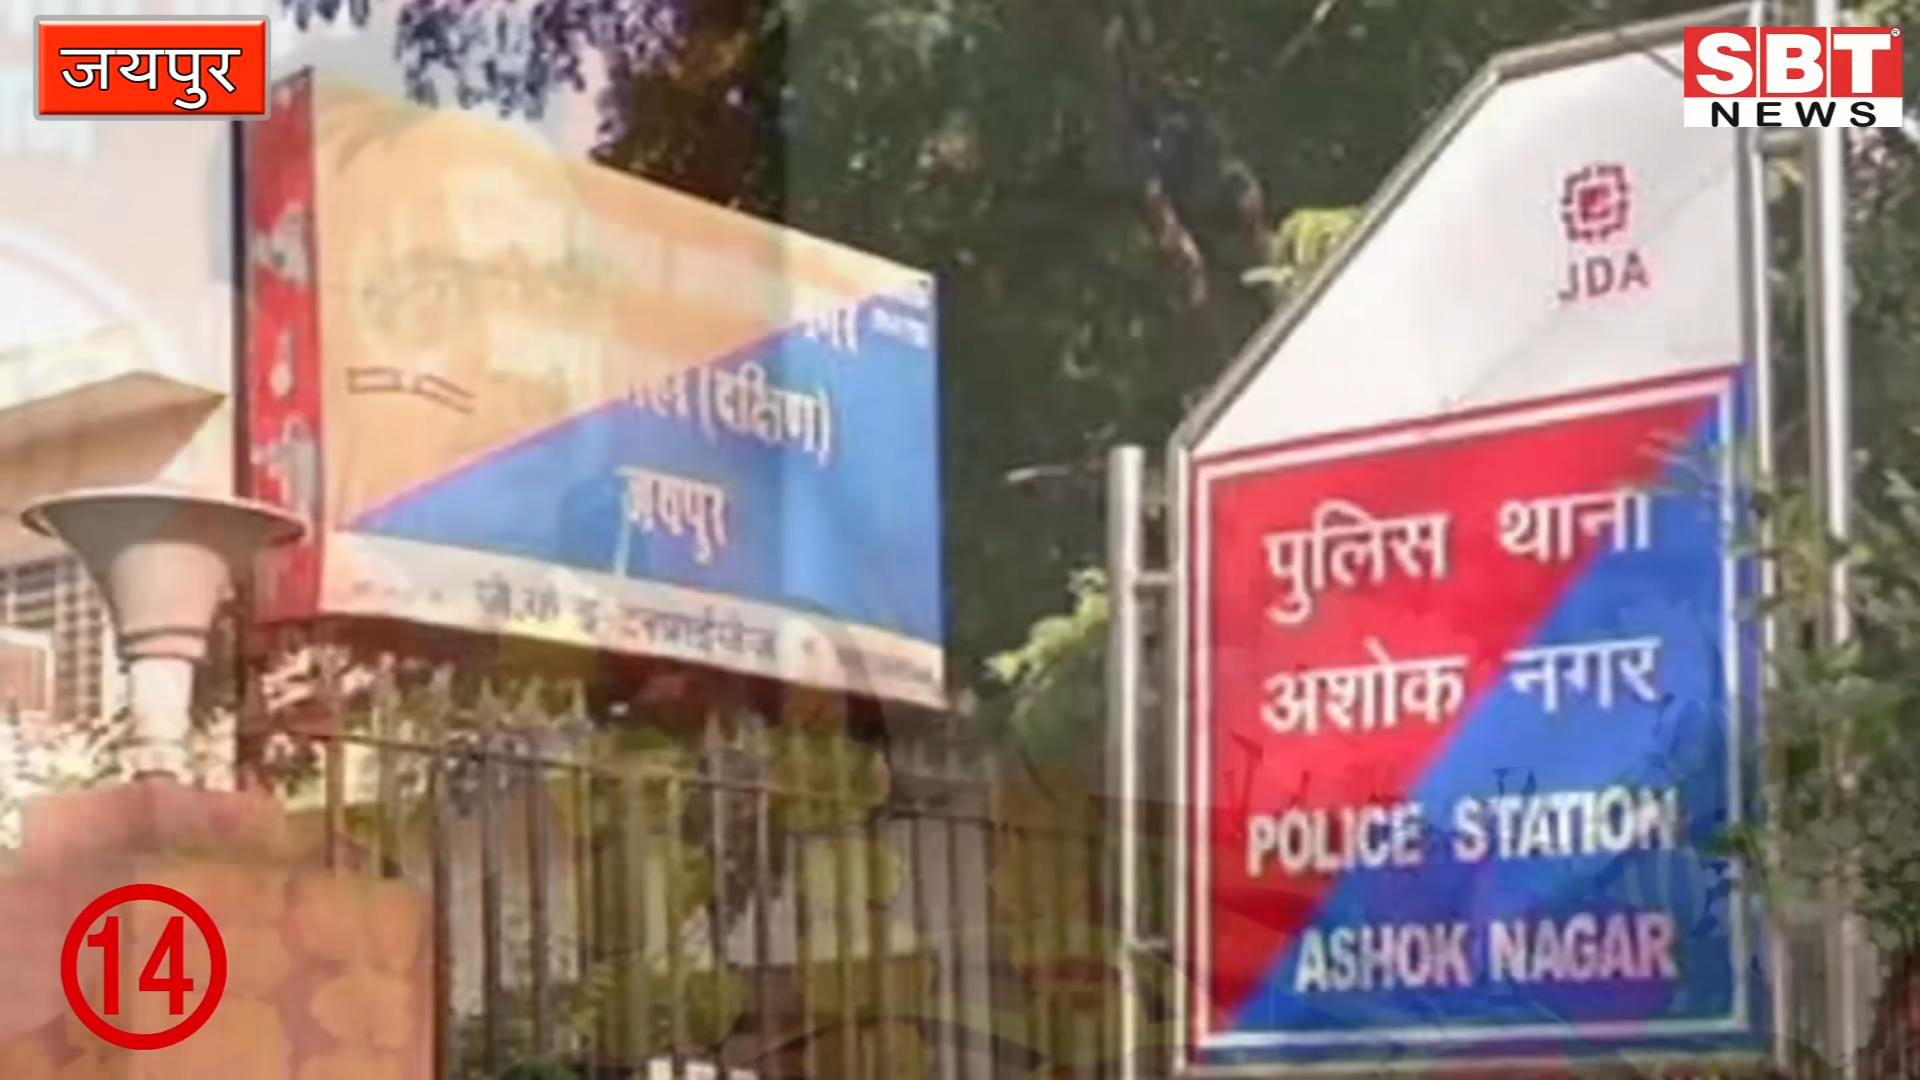 जयपुर
SBT
NEWS
(दक्षिण)
जयपुर
JDA
पुलिस थाना
अशोक नगर
POLICE STATION
ASHOK NAGAR
14